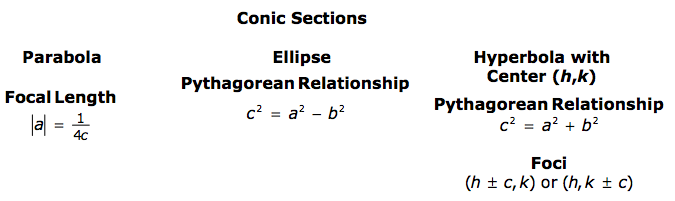 Conic Sections
Parabola
Focal Length
|a| = 1/4c
Ellipse
Pythagorean Relationship
c² = a² − b²
Hyperbola with
Center (h,k)
Pythagorean Relationship
c² = a² + b²
Foci
(h ± c, k) or (h, k ± c)